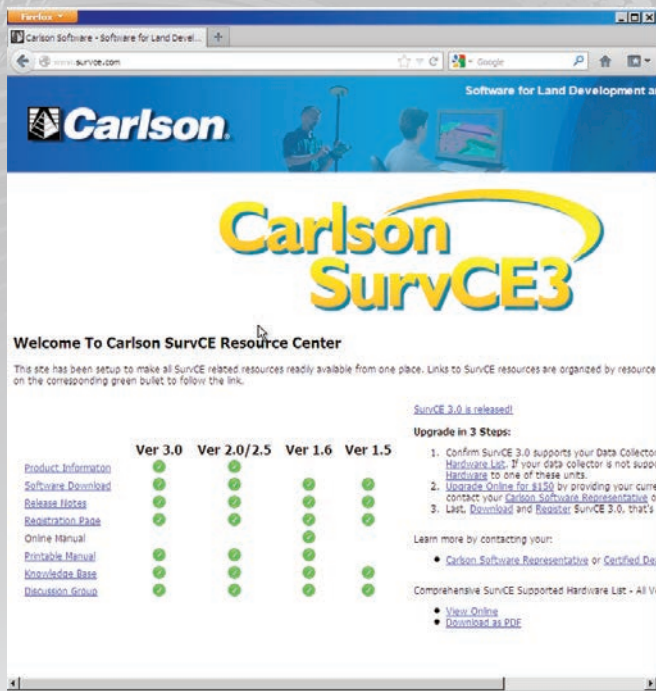 Firefox
Carlson Software - Software for Land Devel...
www.survce.com
Google
Software for Land Development a
Carlson
Carlson
SurvCE3
Welcome To Carlson SurvCE Resource Center
This site has been setup to make all SurvCE related resources readily available from one place. Links to SurvCE resources are organized by resource
on the corresponding green bullet to follow the link.
SurvCE 3.0 is released!
Upgrade in 3 Steps:
Ver 3.0 Ver 2.0/2.5 Ver 1.6 Ver 1.5
Product Informaton
Software Download
Release Notes
Registration Page
Online Manual
Printable Manual
Knowledge Base
Discussion Group
1. Confirm SurvCE 3.0 supports your Data Collector
Hardware List. If your data collector is not supp
Hardware to one of these units.
2. Upgrade Online for $150 by providing your curre
contact your Carlson Software Representative o
3. Last, Download and Register SurvCE 3.0, that's
Learn more by contacting your:
Carlson Software Representative or Certified De
Comprehensive SurvCE Supported Hardware List - All V
View Online
Download as PDF